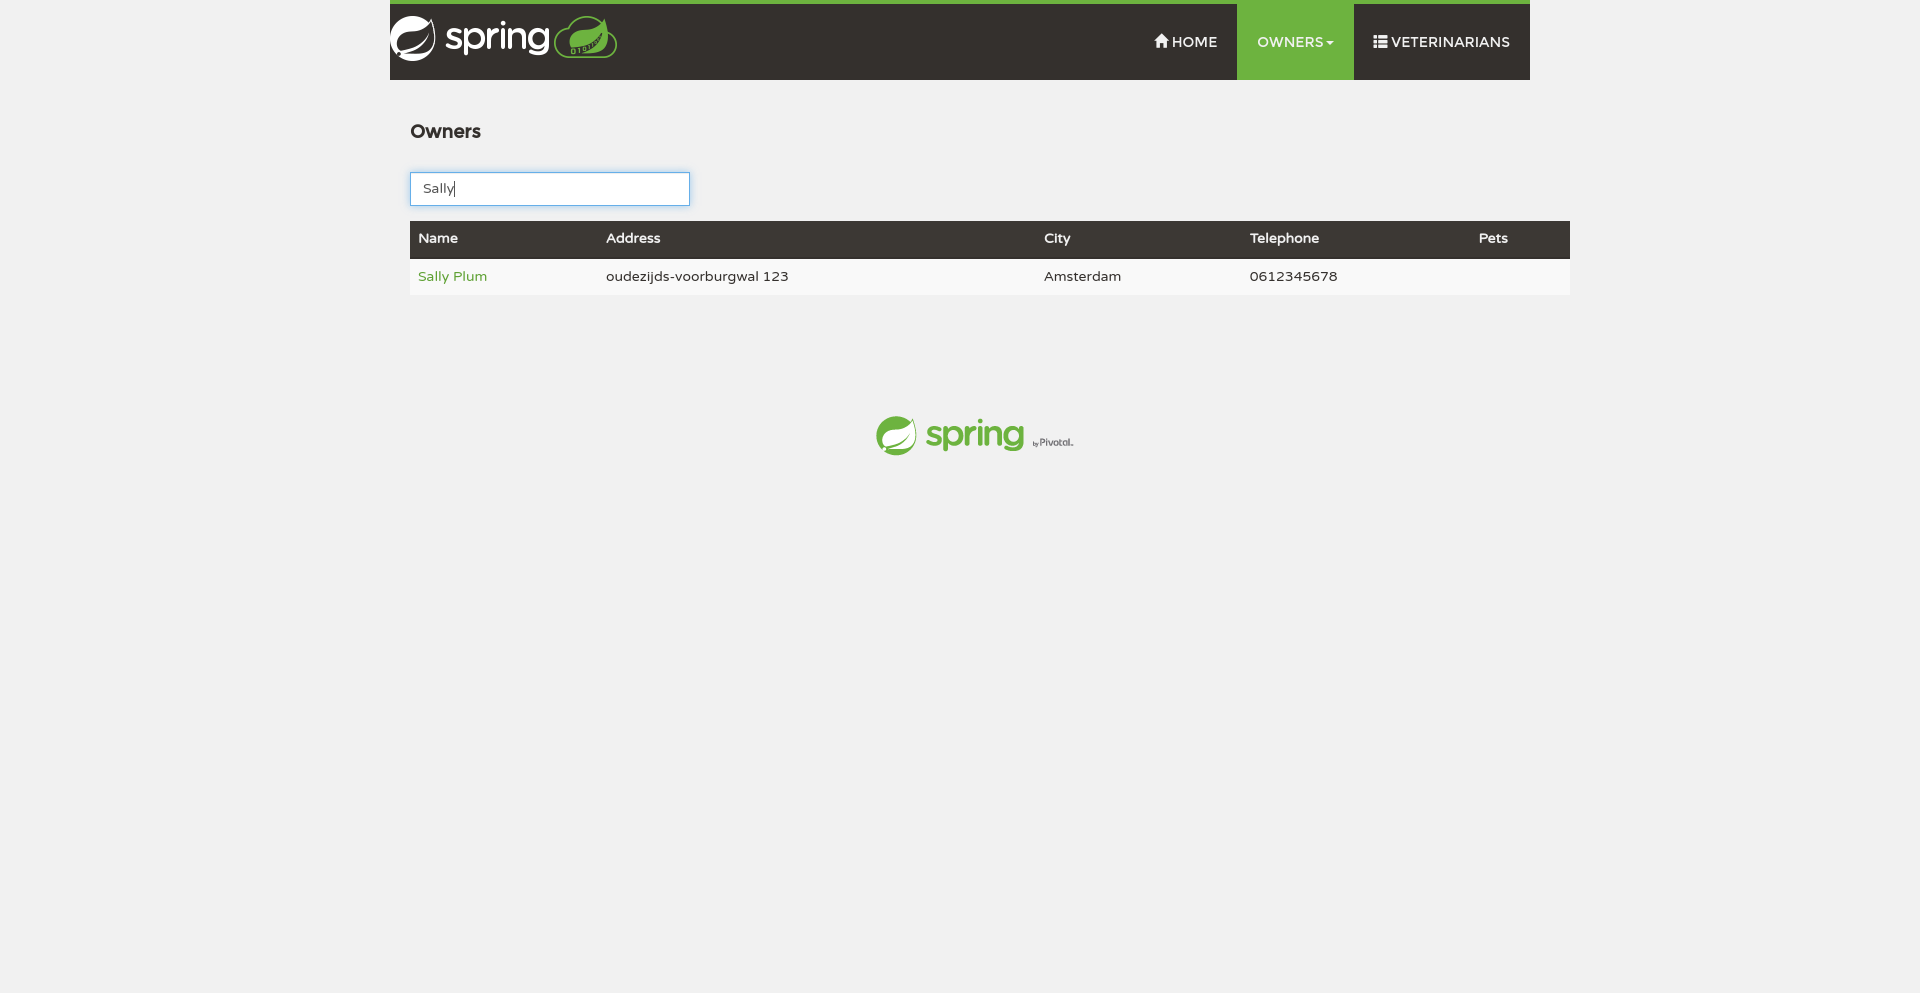 spring
HOME
OWNERS
VETERINARIANS
Owners
Sally
Name Address City Telephone Pets
Sally Plum oudezijds-voorburgwal 123 Amsterdam 0612345678
spring by Pivotal